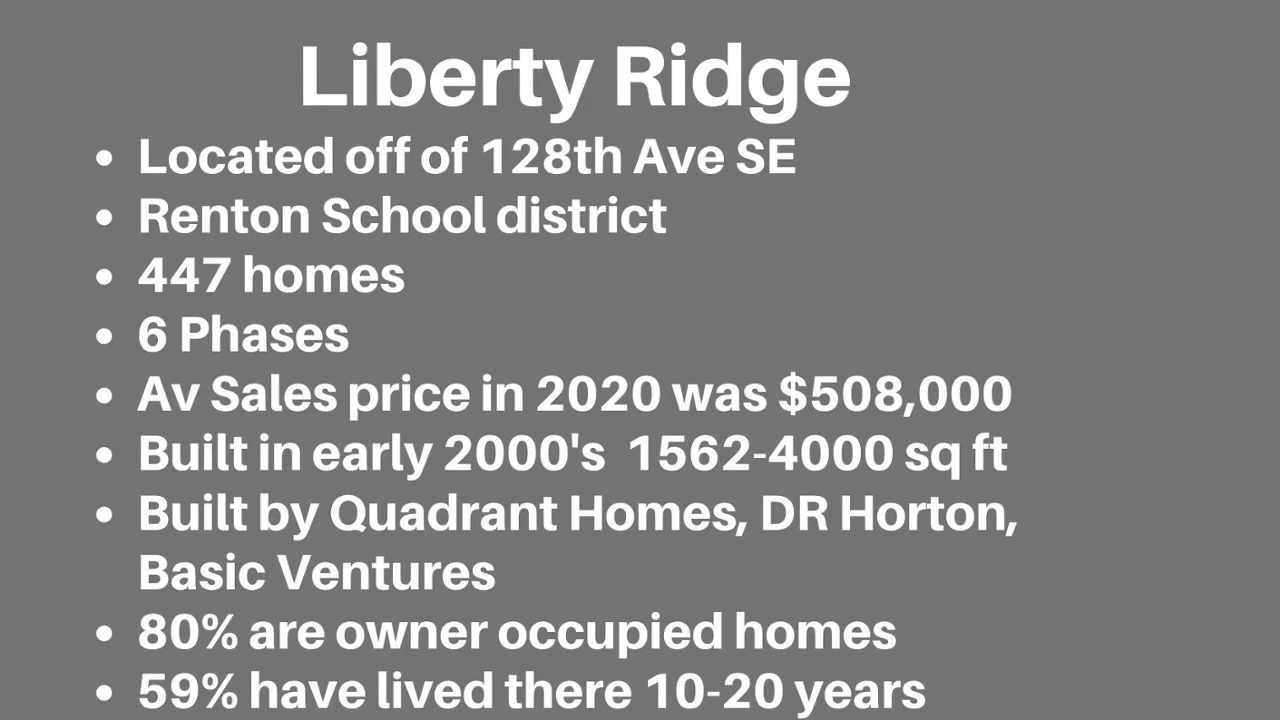 Liberty Ridge
• Located off of 128th Ave SE
• Renton School district
• 447 homes
• 6 Phases
• Av Sales price in 2020 was $508,000
• Built in early 2000's  1562-4000 sq ft
• Built by Quadrant Homes, DR Horton,
Basic Ventures
• 80% are owner occupied homes
• 59% have lived there 10-20 years